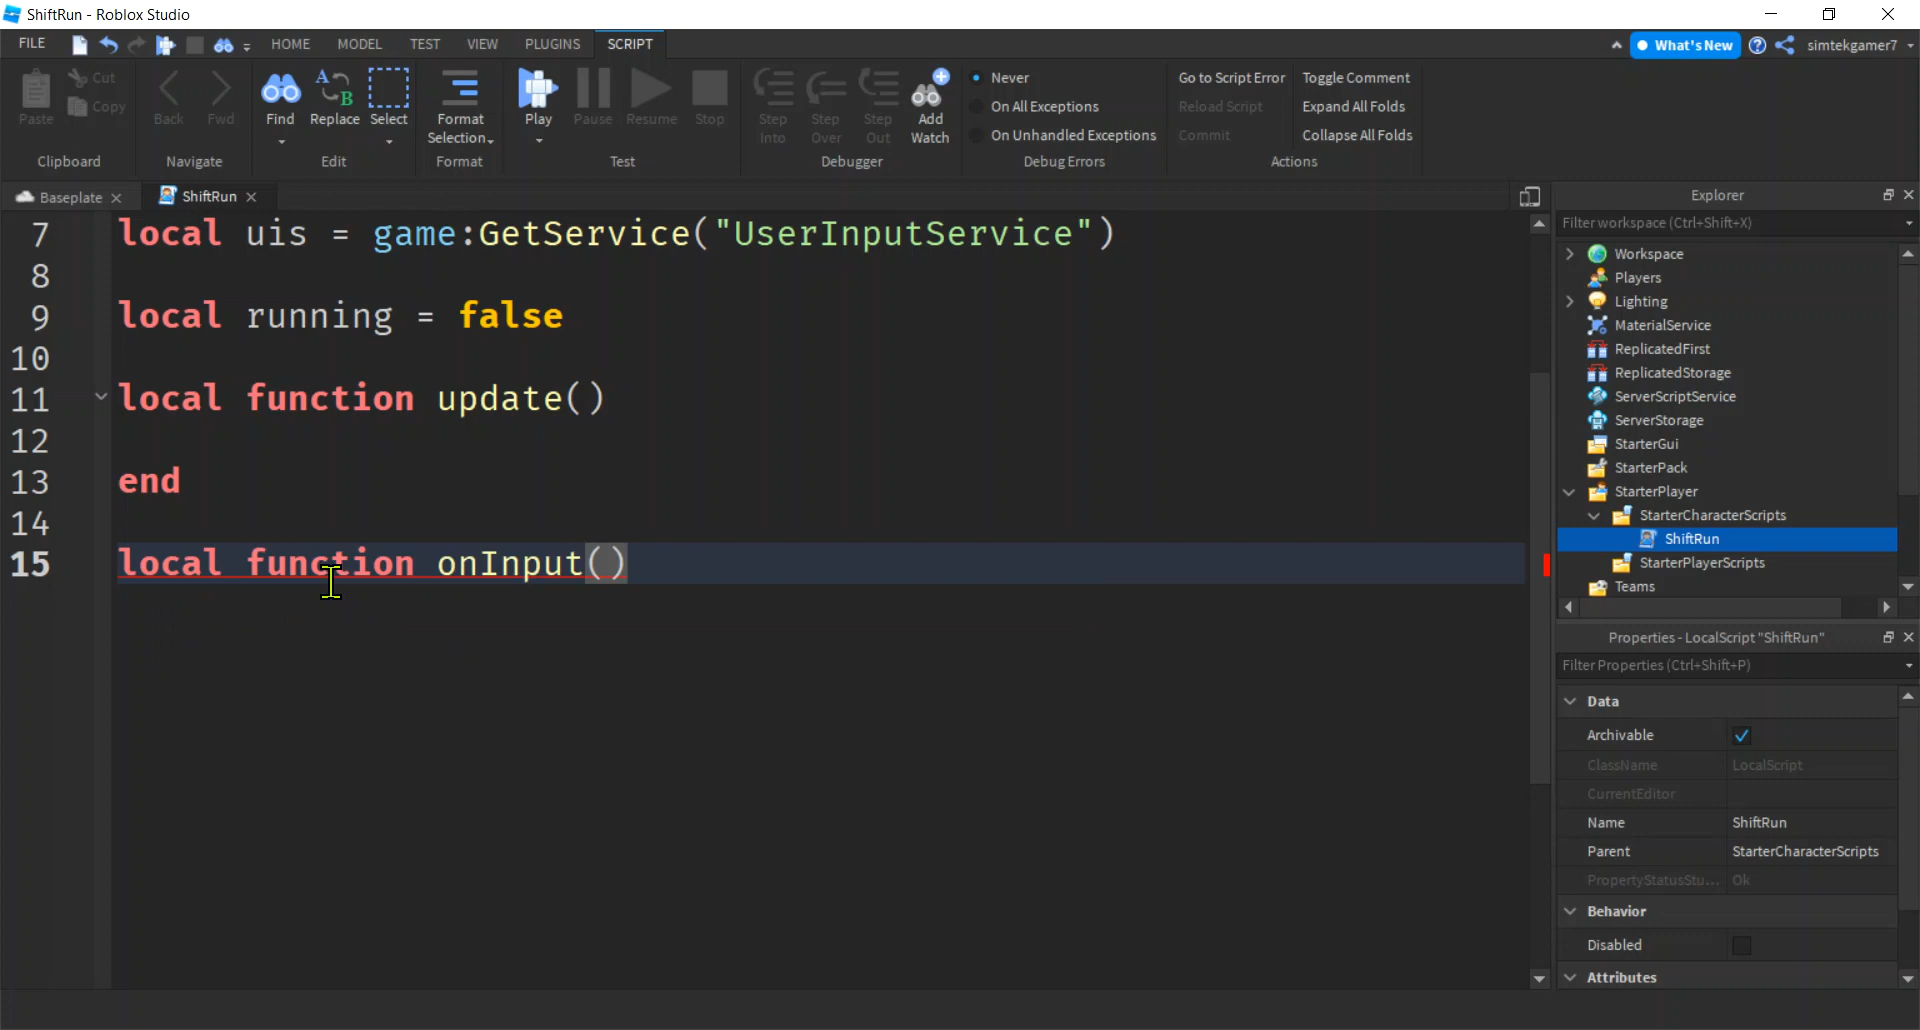 ShiftRun - Roblox Studio
FILE HOME MODEL TEST VIEW PLUGINS SCRIPT What's New simtekgamer7
Paste Cut Copy Back Fwd Find Replace Select Format Selection Play Pause Resume Stop Step Into Step Over Step Out Add Watch
Never Go to Script Error Toggle Comment
On All Exceptions Reload Script Expand All Folds
On Unhandled Exceptions Commit Collapse All Folds
Clipboard Navigate Edit Format Test Debugger Debug Errors Actions
Baseplate ShiftRun
7 local uis = game:GetService("UserInputService")
8
9 local running = false
10
11 local function update()
12
13 end
14
15 local function onInput()
Explorer
Filter workspace (Ctrl+Shift+X)
Workspace
Players
Lighting
MaterialService
ReplicatedFirst
ReplicatedStorage
ServerScriptService
ServerStorage
StarterGui
StarterPack
StarterPlayer
StarterCharacterScripts
ShiftRun
StarterPlayerScripts
Teams
Properties - LocalScript "ShiftRun"
Filter Properties (Ctrl+Shift+P)
Data
Archivable
ClassName LocalScript
CurrentEditor
Name ShiftRun
Parent StarterCharacterScripts
PropertyStatusStu... Ok
Behavior
Disabled
Attributes